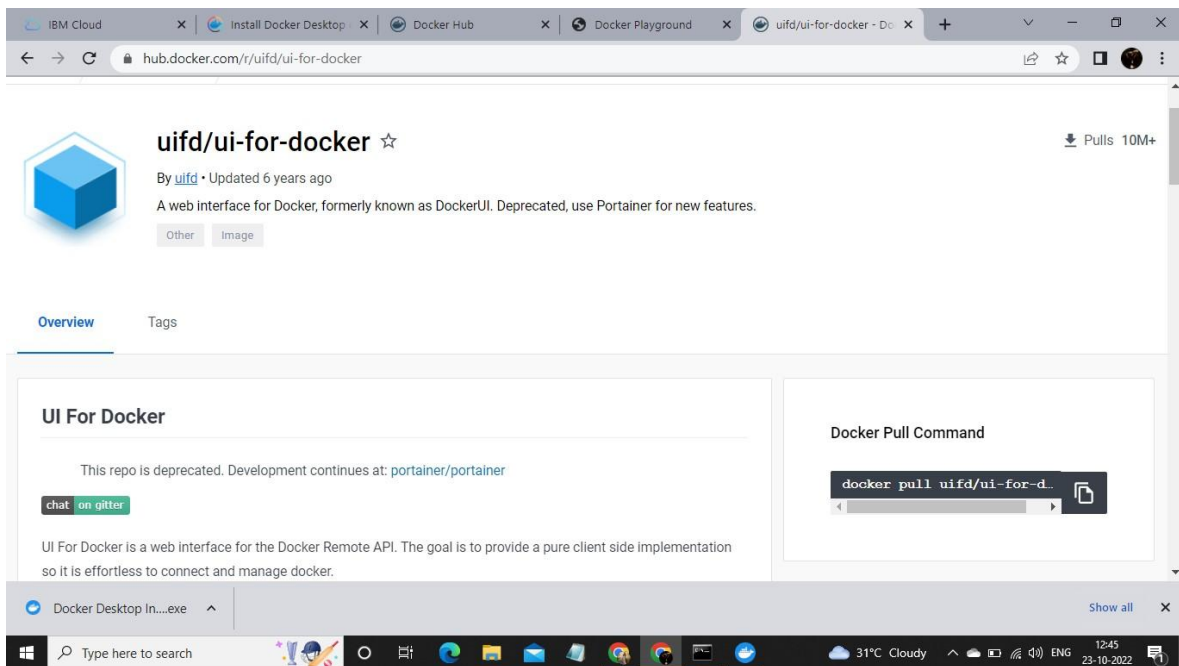 IBM Cloud
Install Docker Desktop
Docker Hub
Docker Playground
uifd/ui-for-docker - Do
hub.docker.com/r/uifd/ui-for-docker
uifd/ui-for-docker
Pulls 10M+
By uifd • Updated 6 years ago
A web interface for Docker, formerly known as DockerUI. Deprecated, use Portainer for new features.
Other Image
Overview Tags
UI For Docker
This repo is deprecated. Development continues at: portainer/portainer
chat on gitter
UI For Docker is a web interface for the Docker Remote API. The goal is to provide a pure client side implementation
so it is effortless to connect and manage docker.
Docker Pull Command
docker pull uifd/ui-for-d...
Docker Desktop In....exe
Show all
Type here to search
31°C Cloudy
ENG
12:45
23-10-2022